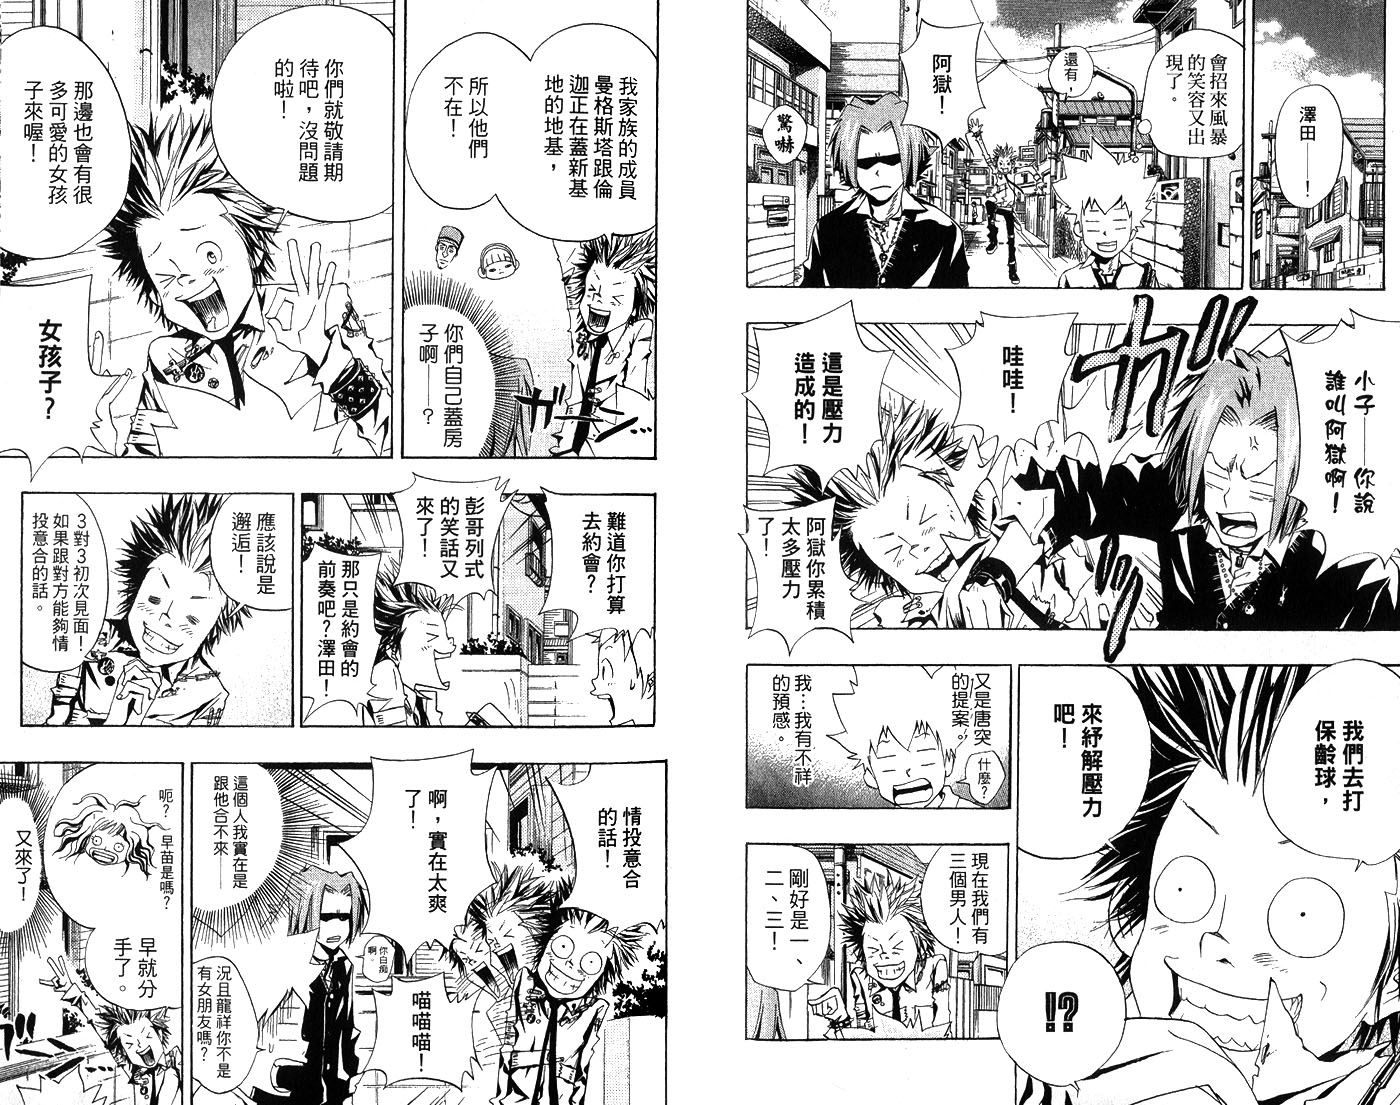 澤田——！
會招來風暴
的笑容又出
現了。
還有，
阿獄！
驚嚇
小子——你說
誰叫阿獄啊！
ガッ!!
哇哇！
這是壓力
造成的！
阿獄你累積
太多壓力
了！
我們去打
保齡球，
來紓解壓力
吧！
!?
又是唐突
的提案。
什麼？
我…我有不祥
的預感。
現在我們有
三個男人！
剛好是一、
二、三！
我家族的成員
曼格斯塔跟倫
迦正在蓋新基
地的地基，
所以他們
不在！
你們自己蓋房
子啊——？
ガーン…
你們就敬請期
待吧，沒問題
的啦！
那邊也會有很
多可愛的女孩
子來喔！
女孩子？
難道你打算
去約會？
彭哥列式
的笑話又
來了！
那只是約會的
前奏吧？澤田！
應該說是
邂逅！
3對3初次見面！
如果跟對方能夠情
投意合的話。
情投意合
的話！
啊，實在太爽
了！
喵喵喵！
你白痴
啊。
這個人我實在是
跟他合不來——
況且龍祥你不是
有女朋友嗎？
呃？
早苗是嗎？
早就分
手了。
又來了！